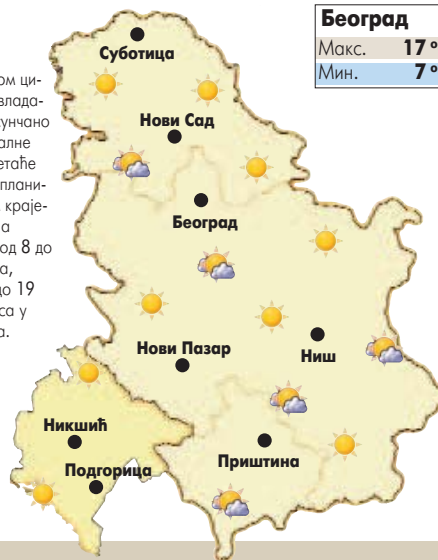 Београд
Макс. 17 °
Мин. 7 °
ом ци-
влада-
унчано
алне
етаће
плани-
краје-
а
од 8 до
а,
до 19
са у
а.
Суботица
Нови Сад
Београд
Нови Пазар
Ниш
Никшић
Подгорица
Приштина